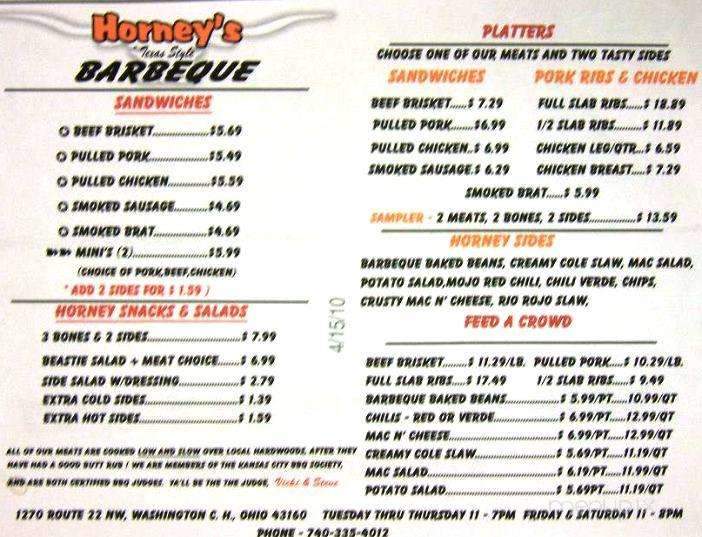 Horney's
"Texas Style"
BARBEQUE
SANDWICHES
BEEF BRISKET....................$5.69
PULLED PORK....................$5.49
PULLED CHICKEN..............$5.59
SMOKED SAUSAGE...........$4.69
SMOKED BRAT..................$4.69
MINI'S (2)........................$5.99
(CHOICE OF PORK,BEEF,CHICKEN)
* ADD 2 SIDES FOR $ 1.59 )
HORNEY SNACKS & SALADS
3 BONES & 2 SIDES.......................$ 7.99
BEASTIE SALAD + MEAT CHOICE......$ 6.99
SIDE SALAD W/DRESSING................$ 2.79
EXTRA COLD SIDES........................$ 1.39
EXTRA HOT SIDES..........................$ 1.59
ALL OF OUR MEATS ARE COOKED LOW AND SLOW OVER LOCAL HARDWOODS, AFTER THEY
HAVE HAD A GOOD BUTT RUB ! WE ARE MEMBERS OF THE KANSAS CITY BBQ SOCIETY,
AND ARE BOTH CERTIFIED BBQ JUDGES. YA'LL BE THE THE JUDGE, Vicki & Steve
4/15/10
PLATTERS
CHOOSE ONE OF OUR MEATS AND TWO TASTY SIDES
SANDWICHES PORK RIBS & CHICKEN
BEEF BRISKET......$ 7.29 FULL SLAB RIBS.....$ 18.89
PULLED PORK......$6.99 1/2 SLAB RIBS........$ 11.89
PULLED CHICKEN..$ 6.99 CHICKEN LEG/QTR...$ 6.59
SMOKED SAUSAGE.$ 6.29 CHICKEN BREAST.....$ 7.29
SMOKED BRAT.....$ 5.99
SAMPLER - 2 MEATS, 2 BONES, 2 SIDES.................$ 13.59
HORNEY SIDES
BARBEQUE BAKED BEANS, CREAMY COLE SLAW, MAC SALAD,
POTATO SALAD,MOJO RED CHILI, CHILI VERDE, CHIPS,
CRUSTY MAC N' CHEESE, RIO ROJO SLAW,
FEED A CROWD
BEEF BRISKET........$ 11.29/LB. PULLED PORK....$ 10.29/LB.
FULL SLAB RIBS....$ 17.49 1/2 SLAB RIBS.....$ 9.49
BARBEQUE BAKED BEANS......................$ 5.99/PT.....10.99/QT
CHILIS - RED OR VERDE........................$ 6.99/PT.....12.99/QT
MAC N' CHEESE....................................$ 6.99/PT.....12.99/QT
CREAMY COLE SLAW.............................$ 5.69/PT.....11.19/QT
MAC SALAD.........................................$ 6.19/PT.....11.99/QT
POTATO SALAD....................................$ 5.69PT.....11.19/QT
1270 ROUTE 22 NW, WASHINGTON C. H., OHIO 43160 TUESDAY THRU THURSDAY 11 - 7PM FRIDAY & SATURDAY 11 - 8PM
PHONE - 740-335-4012